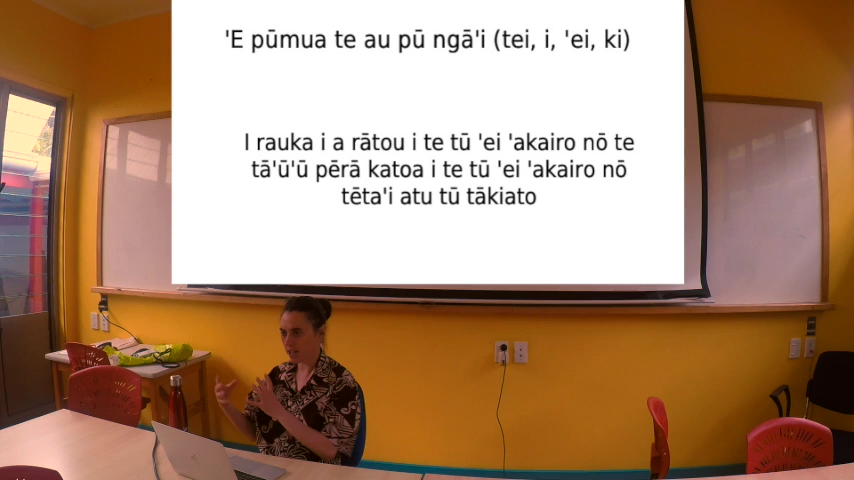 'E pūmua te au pū ngā'i (tei, i, 'ei, ki)
I rauka i a rātou i te tū 'ei 'akairo nō te
tā'ū'ū pērā katoa i te tū 'ei 'akairo nō
tēta'i atu tū tākiato